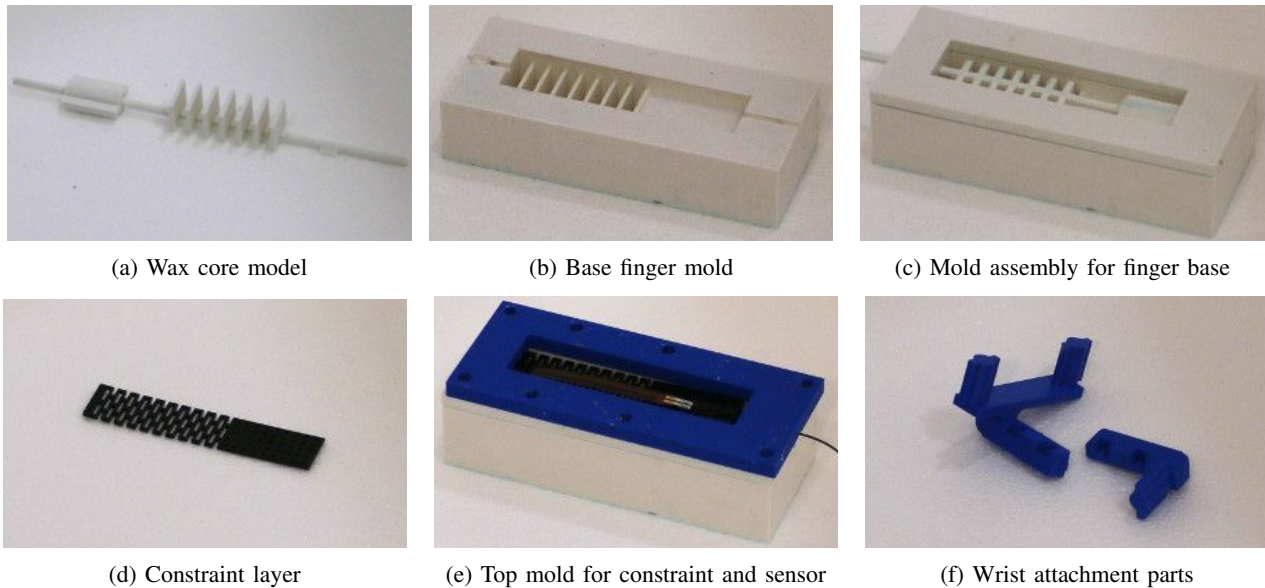 (a) Wax core model
(b) Base finger mold
(c) Mold assembly for finger base
(d) Constraint layer
(e) Top mold for constraint and sensor
(f) Wrist attachment parts